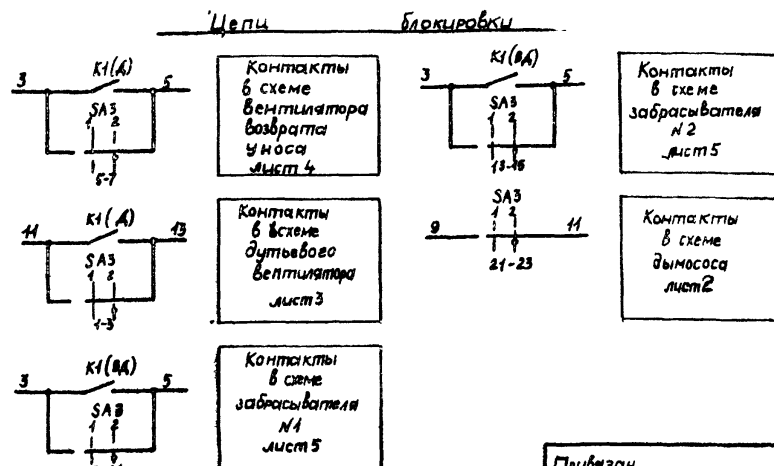 Цепи блокировки
3 К1(Д) 5
SA3
1 2
5-7
Контакты
в схеме
вентилятора
возврата
уноса
лист 4
3 К1(ВД) 5
SA3
1 2
13-15
Контакты
в схеме
забрасывателя
N2
лист 5
11 К1(Д) 13
SA3
1 2
1-3
Контакты
в схеме
дутьевого
вентилятора
лист 3
SA3
1 2
9 11
21-23
Контакты
в схеме
дымососа
лист 2
3 К1(ВД) 5
SA3
1 2
Контакты
в схеме
забрасывателя
N1
лист 5
Привязан